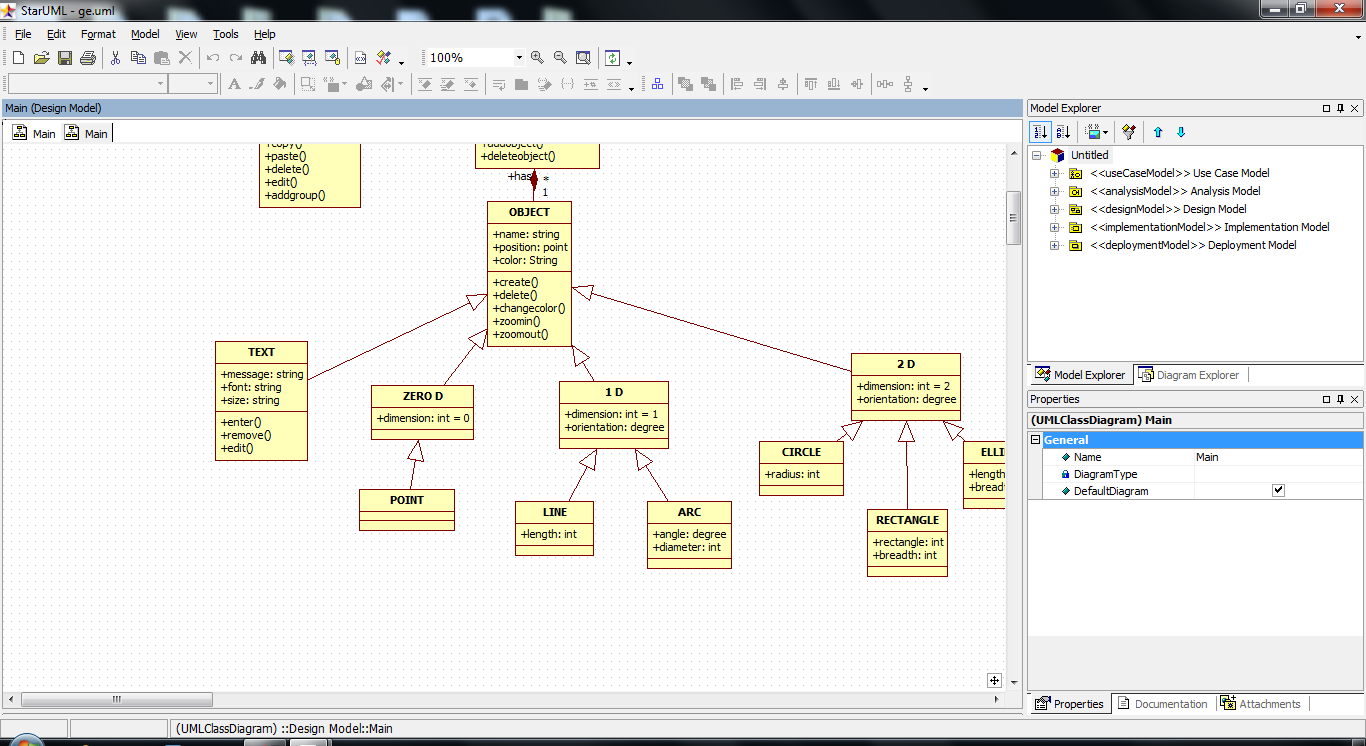 StarUML - ge.uml
File Edit Format Model View Tools Help
100%
Main (Design Model)
Main Main
+copy()
+paste()
+delete()
+edit()
+addgroup()
+addobject()
+deleteobject()
+has
*
1
OBJECT
+name: string
+position: point
+color: String
+create()
+delete()
+changecolor()
+zoomin()
+zoomout()
TEXT
+message: string
+font: string
+size: string
+enter()
+remove()
+edit()
ZERO D
+dimension: int = 0
POINT
1 D
+dimension: int = 1
+orientation: degree
LINE
+length: int
ARC
+angle: degree
+diameter: int
2 D
+dimension: int = 2
+orientation: degree
CIRCLE
+radius: int
RECTANGLE
+rectangle: int
+breadth: int
ELLI
+length
+bread
(UMLClassDiagram) ::Design Model::Main
Model Explorer
Untitled
<<useCaseModel>> Use Case Model
<<analysisModel>> Analysis Model
<<designModel>> Design Model
<<implementationModel>> Implementation Model
<<deploymentModel>> Deployment Model
Model Explorer Diagram Explorer
Properties
(UMLClassDiagram) Main
General
Name Main
DiagramType
DefaultDiagram
Properties Documentation Attachments